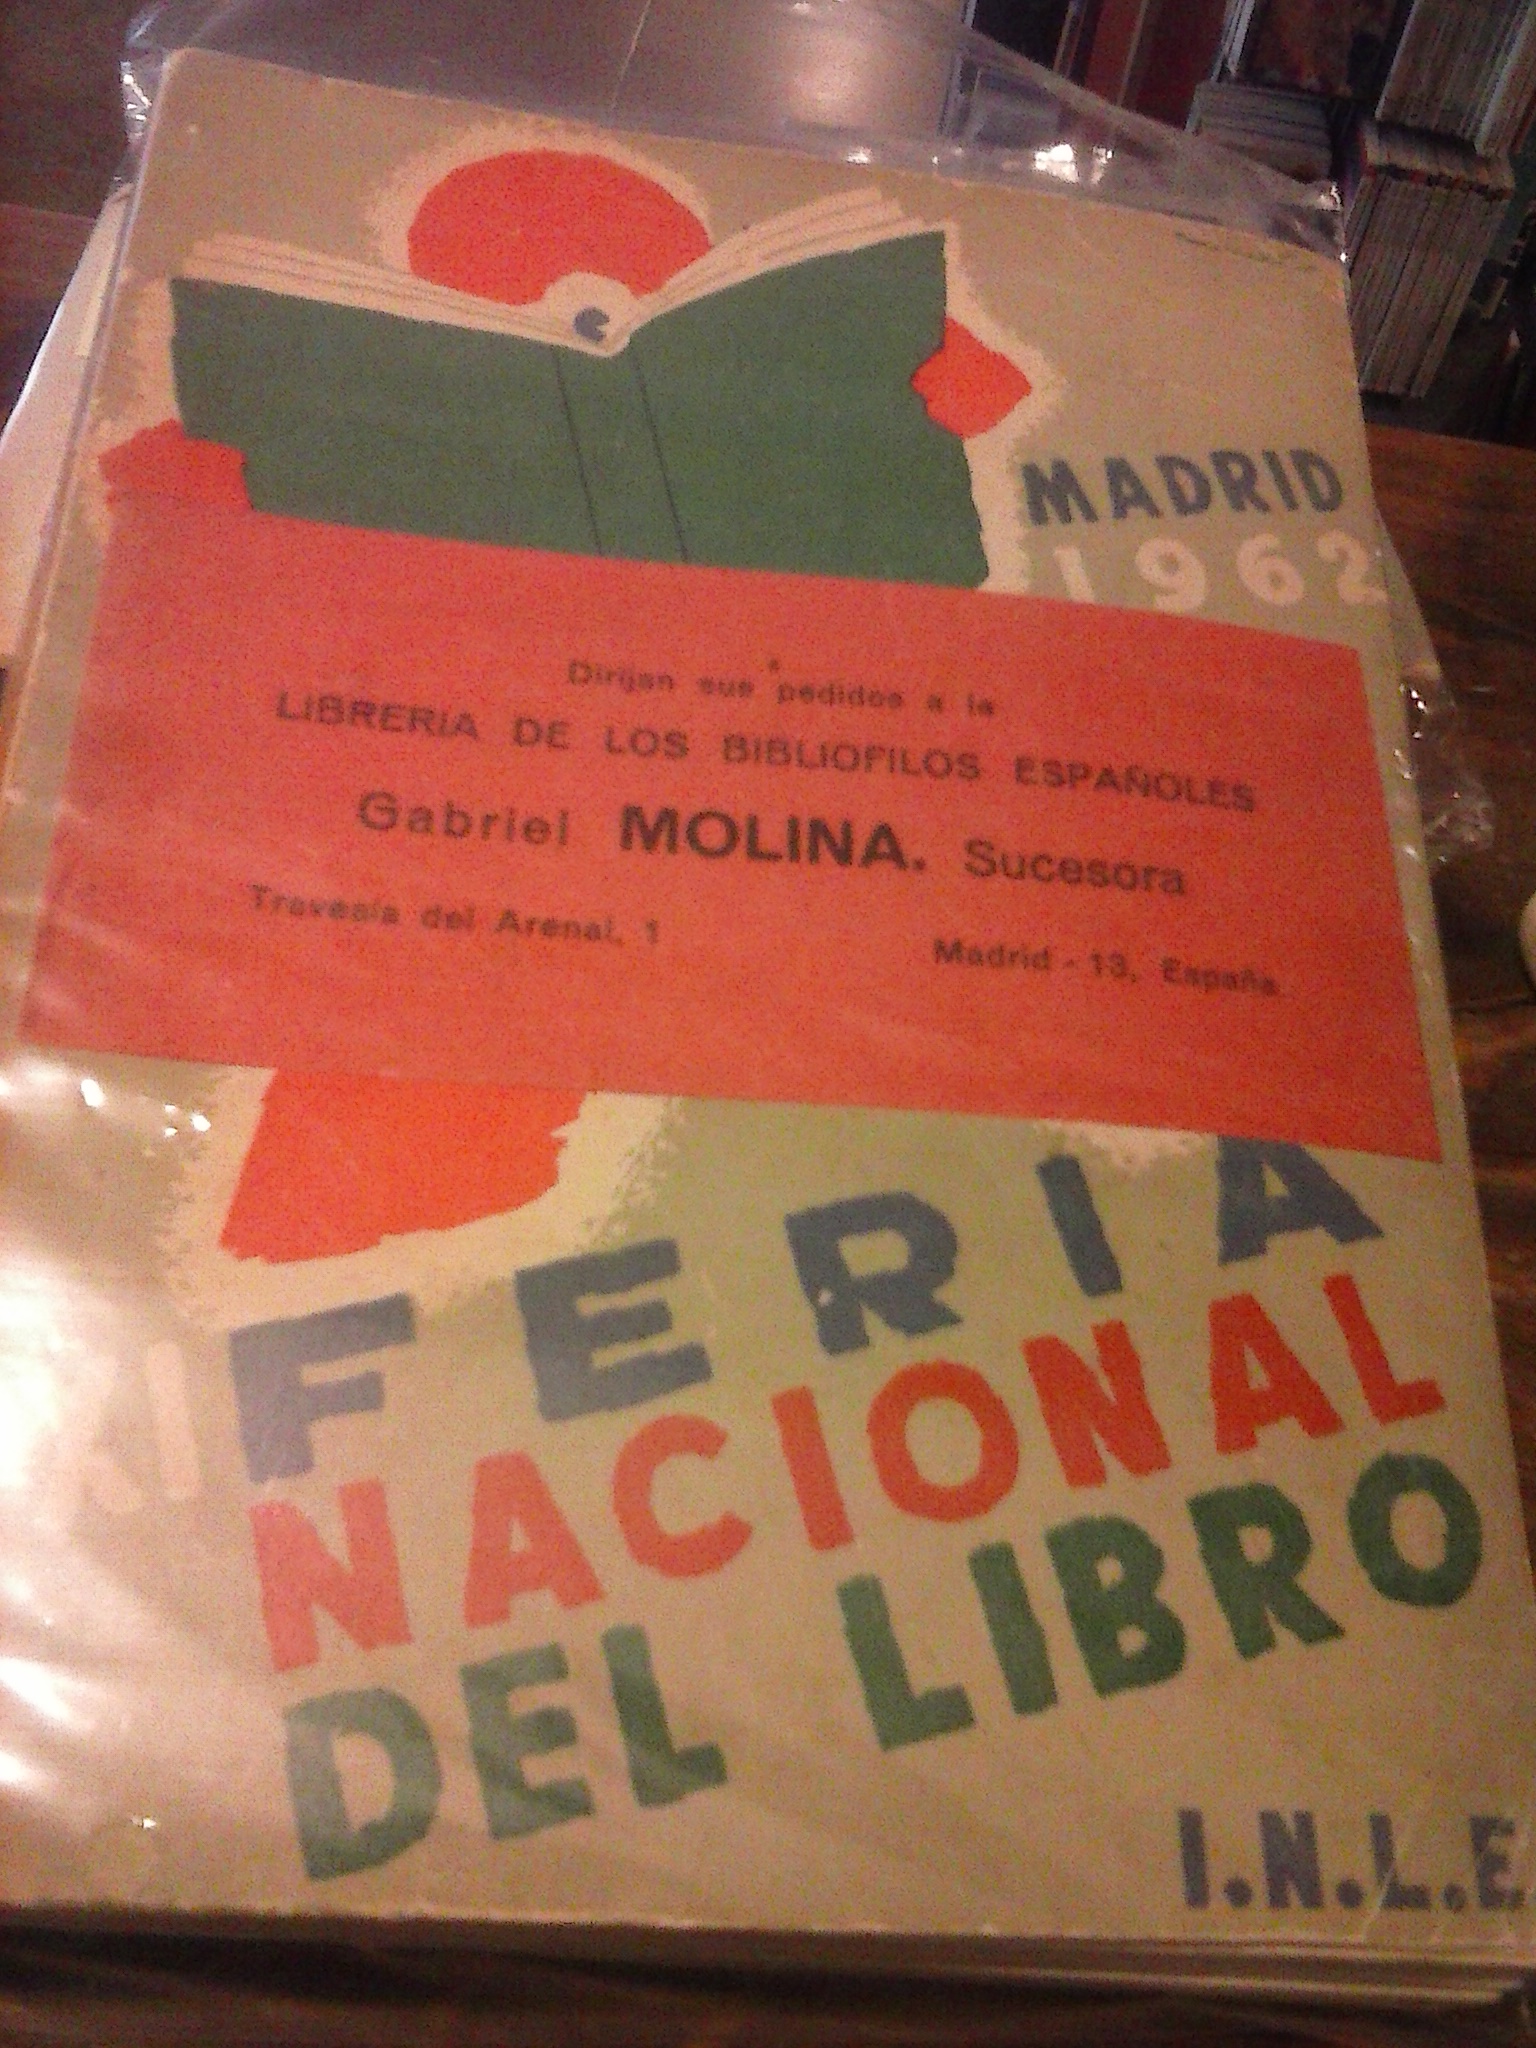 MADRID
1962
Dirijan sus pedidos a la
LIBRERIA DE LOS BIBLIOFILOS ESPAÑOLES
Gabriel MOLINA. Sucesora
Travesía del Arenal, 1 Madrid - 13, España
XXI FERIA
NACIONAL
DEL LIBRO
I.N.L.E